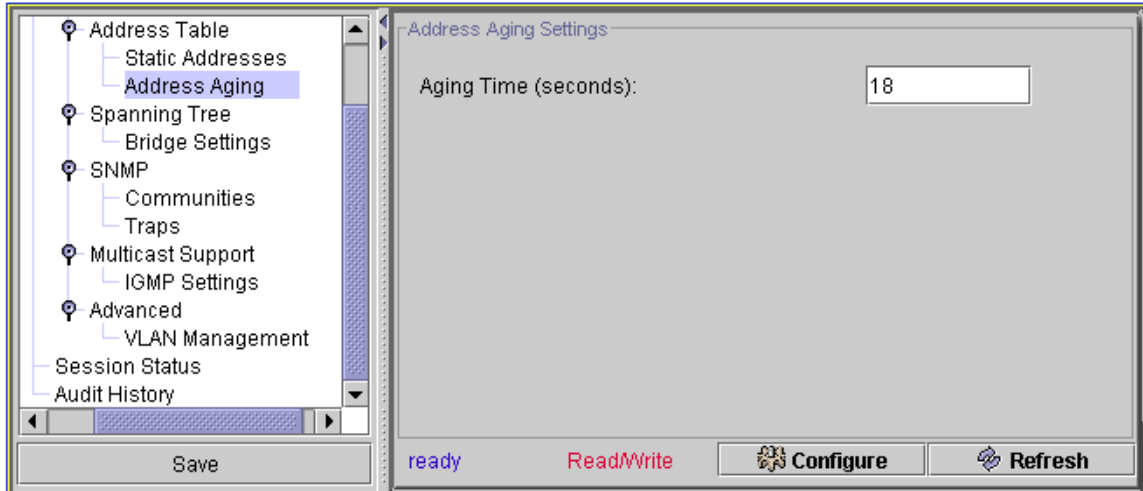 Address Table
Static Addresses
Address Aging
Spanning Tree
Bridge Settings
SNMP
Communities
Traps
Multicast Support
IGMP Settings
Advanced
VLAN Management
Session Status
Audit History
Save
Address Aging Settings
Aging Time (seconds): 18
ready Read/Write Configure Refresh